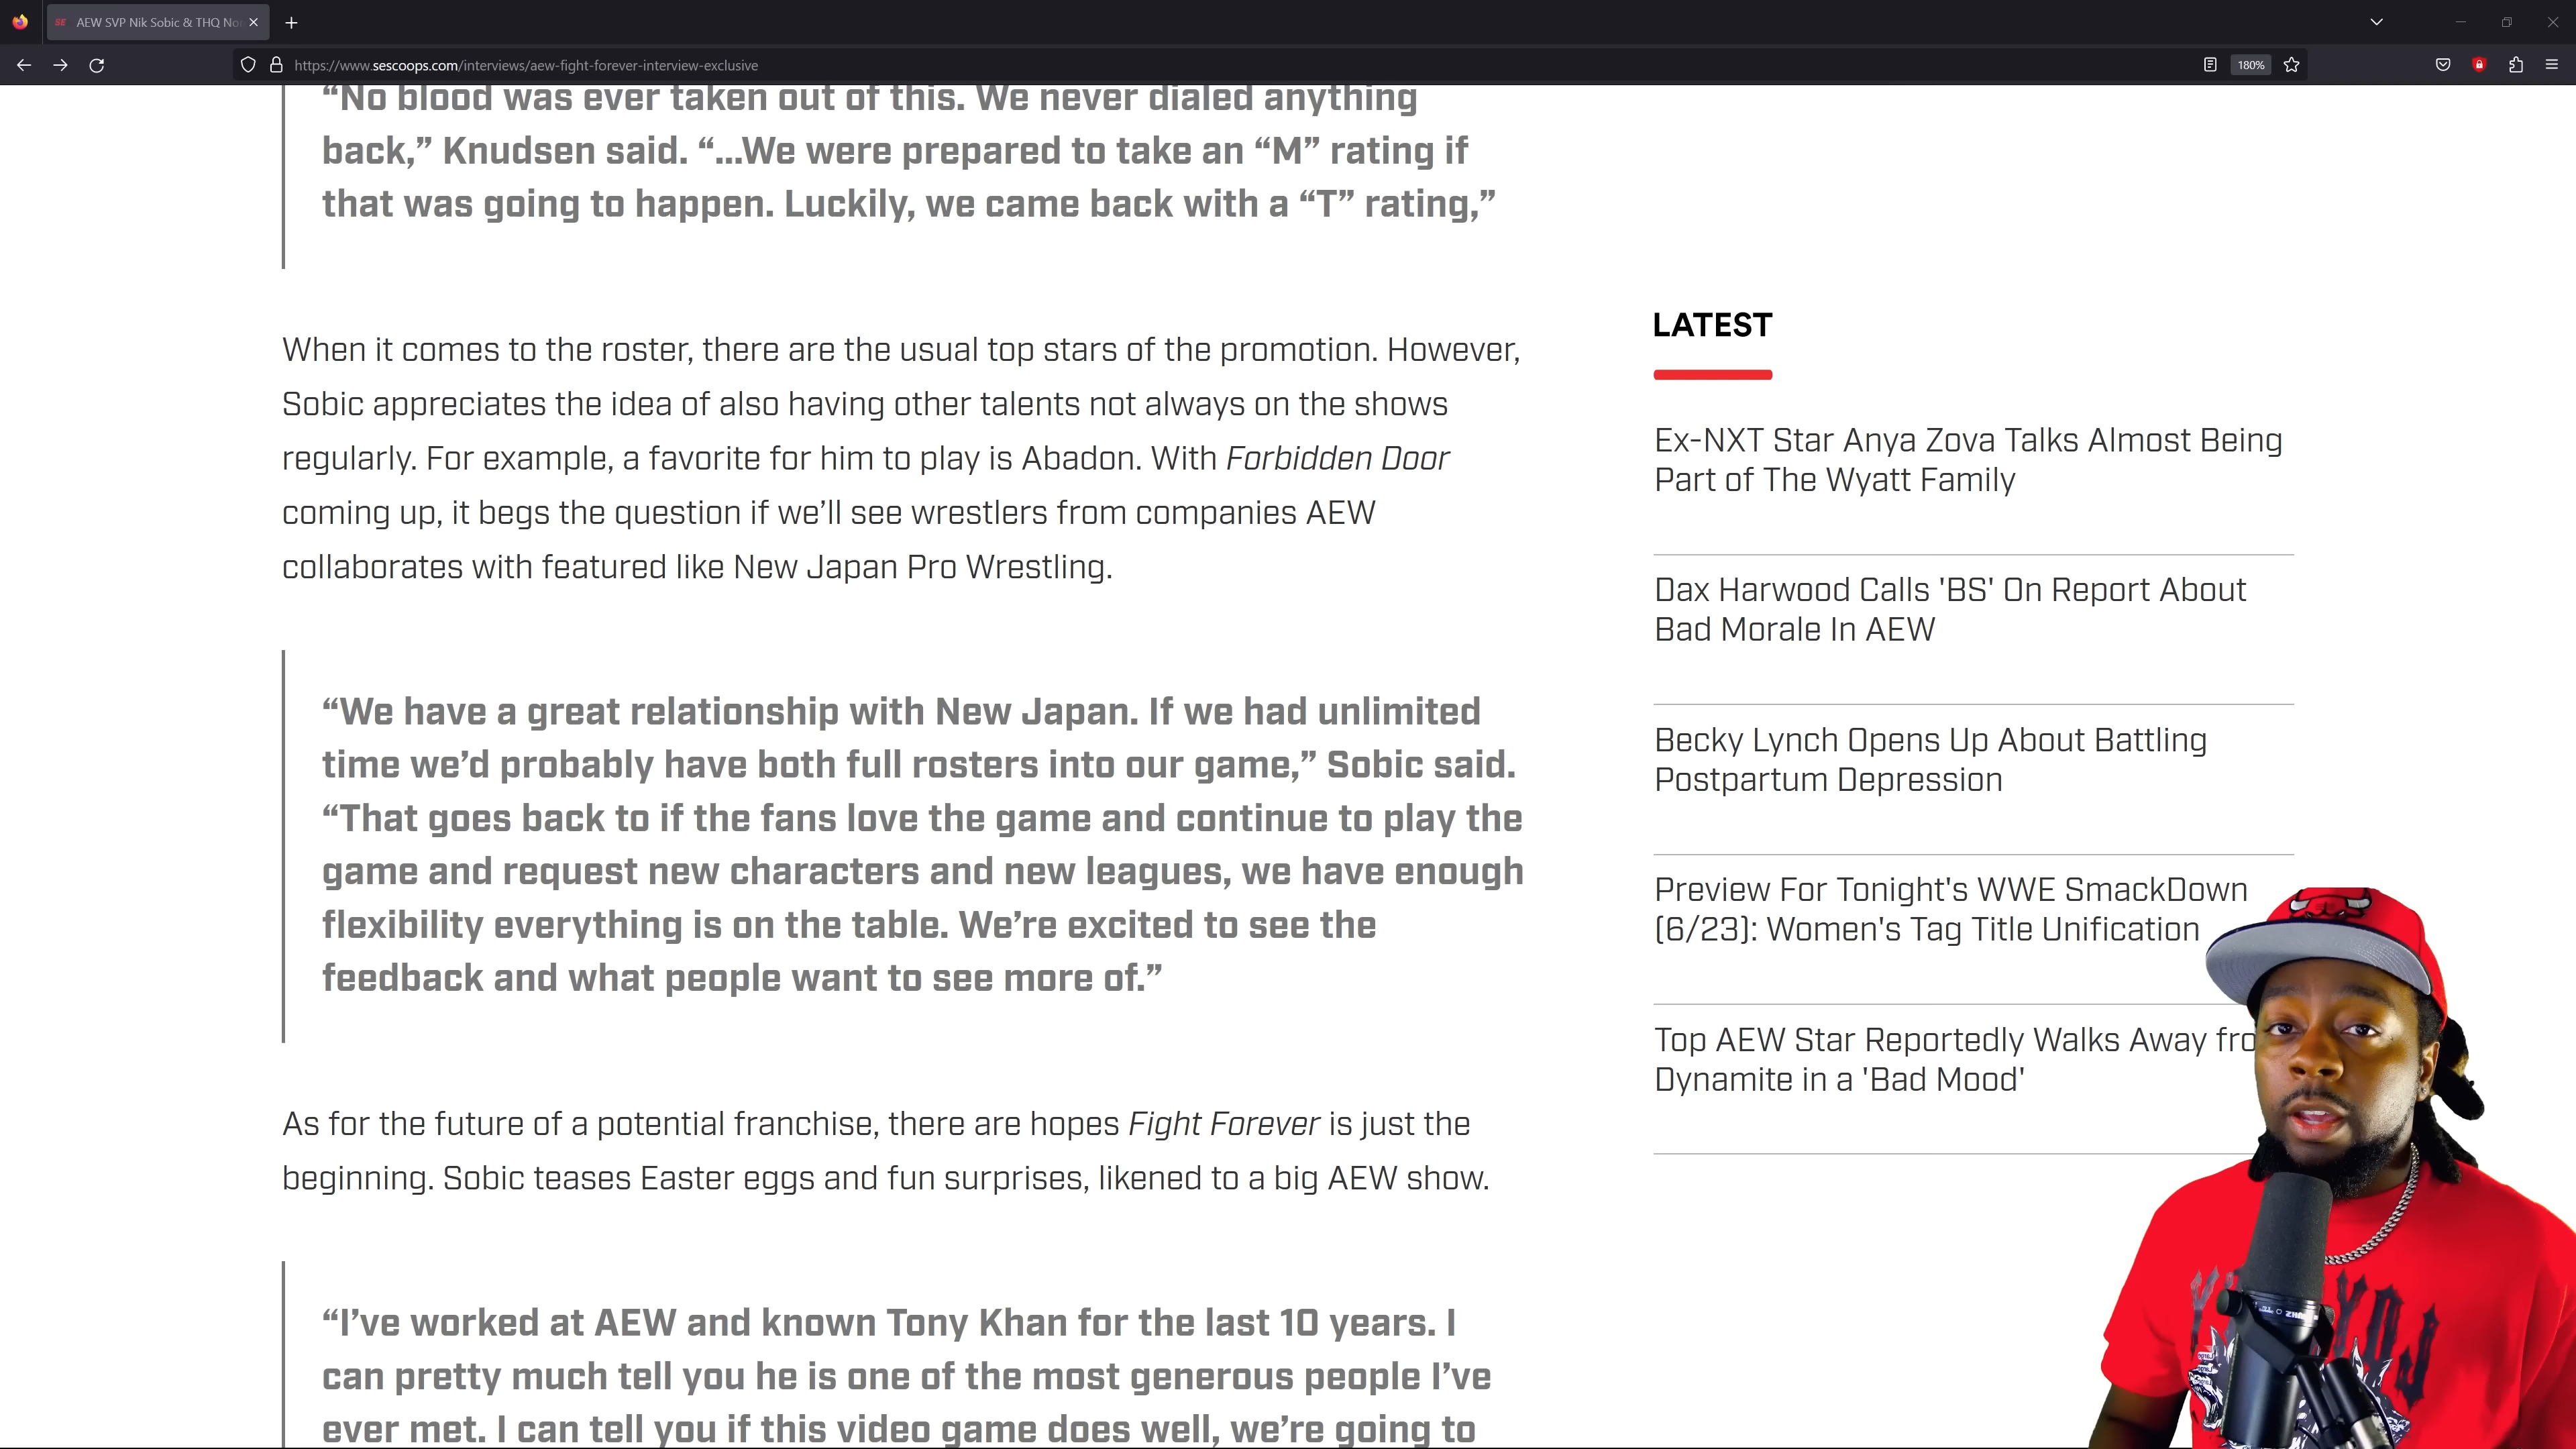 SE AEW SVP Nik Sobic & THQ No
https://www.sescoops.com/interviews/aew-fight-forever-interview-exclusive
180%
“No blood was ever taken out of this. We never dialed anything
back,” Knudsen said. “…We were prepared to take an “M” rating if
that was going to happen. Luckily, we came back with a “T” rating,”
When it comes to the roster, there are the usual top stars of the promotion. However,
Sobic appreciates the idea of also having other talents not always on the shows
regularly. For example, a favorite for him to play is Abadon. With Forbidden Door
coming up, it begs the question if we’ll see wrestlers from companies AEW
collaborates with featured like New Japan Pro Wrestling.
“We have a great relationship with New Japan. If we had unlimited
time we’d probably have both full rosters into our game,” Sobic said.
“That goes back to if the fans love the game and continue to play the
game and request new characters and new leagues, we have enough
flexibility everything is on the table. We’re excited to see the
feedback and what people want to see more of.”
As for the future of a potential franchise, there are hopes Fight Forever is just the
beginning. Sobic teases Easter eggs and fun surprises, likened to a big AEW show.
“I’ve worked at AEW and known Tony Khan for the last 10 years. I
can pretty much tell you he is one of the most generous people I’ve
ever met. I can tell you if this video game does well, we’re going to
LATEST
Ex-NXT Star Anya Zova Talks Almost Being
Part of The Wyatt Family
Dax Harwood Calls 'BS' On Report About
Bad Morale In AEW
Becky Lynch Opens Up About Battling
Postpartum Depression
Preview For Tonight's WWE SmackDown
(6/23): Women's Tag Title Unification
Top AEW Star Reportedly Walks Away fro
Dynamite in a 'Bad Mood'